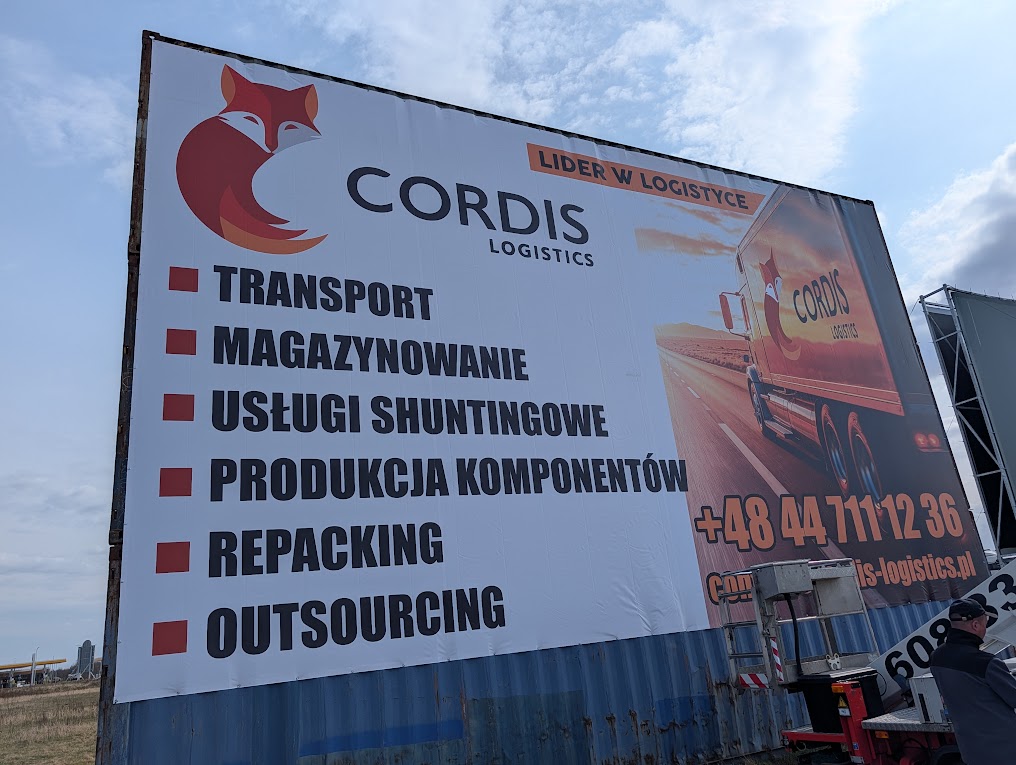 LIDER W LOGISTYCE
CORDIS
LOGISTICS
TRANSPORT
MAGAZYNOWANIE
USŁUGI SHUNTINGOWE
PRODUKCJA KOMPONENTÓW
REPACKING
OUTSOURCING
CORDIS
LOGISTICS
+48 44 711 12 36